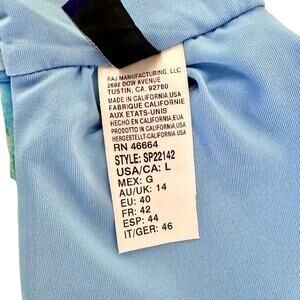 RAJ MANUFACTURING, LLC
2692 DOW AVENUE
TUSTIN, CA. 92780
MADE IN CALIFORNIA, USA
FABRIQUE CALIFORNIE
AUX ETATS-UNIS
HECHO EN CALIFORNIA, EUA
PRODOTTO IN CALIFORNIA, USA
HERGESTELLT-CALIFORN, USA
RN 46664
STYLE: SP22142
USA/CA: L
MEX: G
AU/UK: 14
EU: 40
FR: 42
ESP: 44
IT/GER: 46